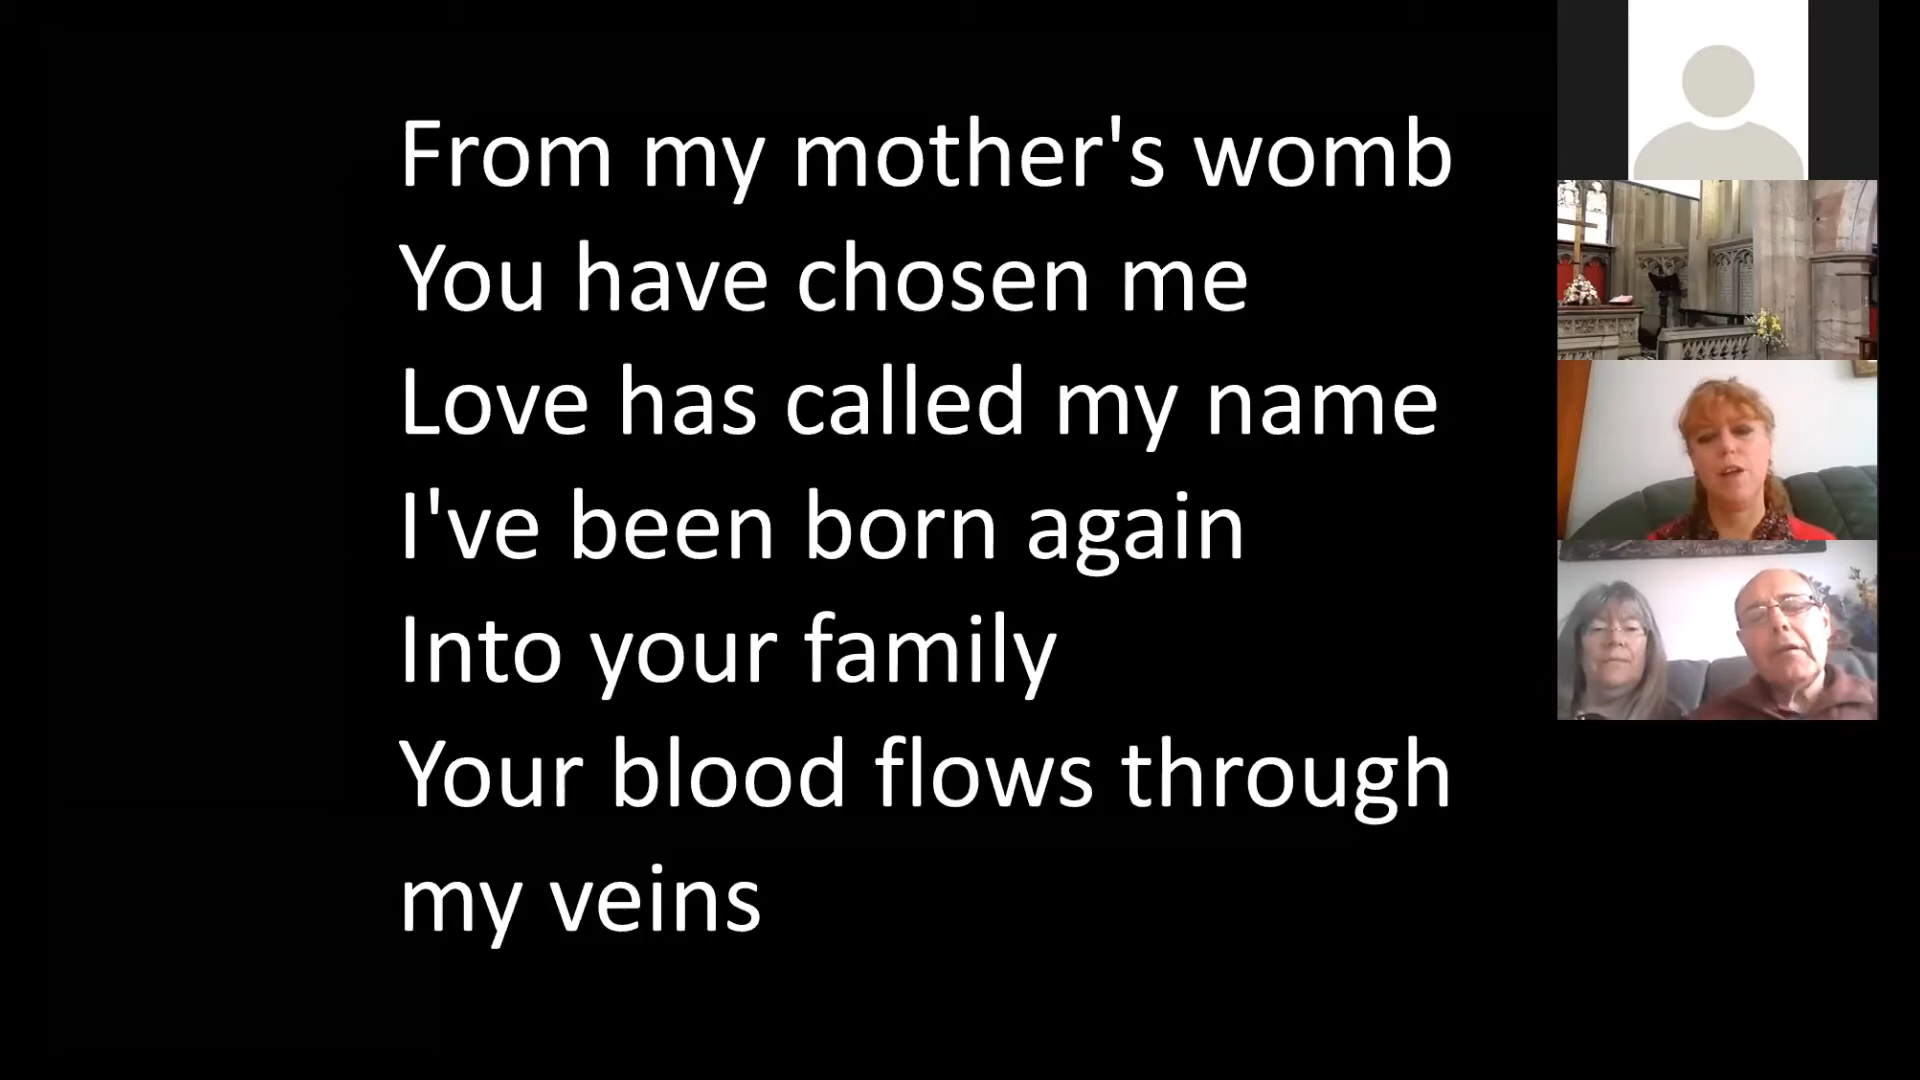 From my mother's womb
You have chosen me
Love has called my name
I've been born again
Into your family
Your blood flows through
my veins